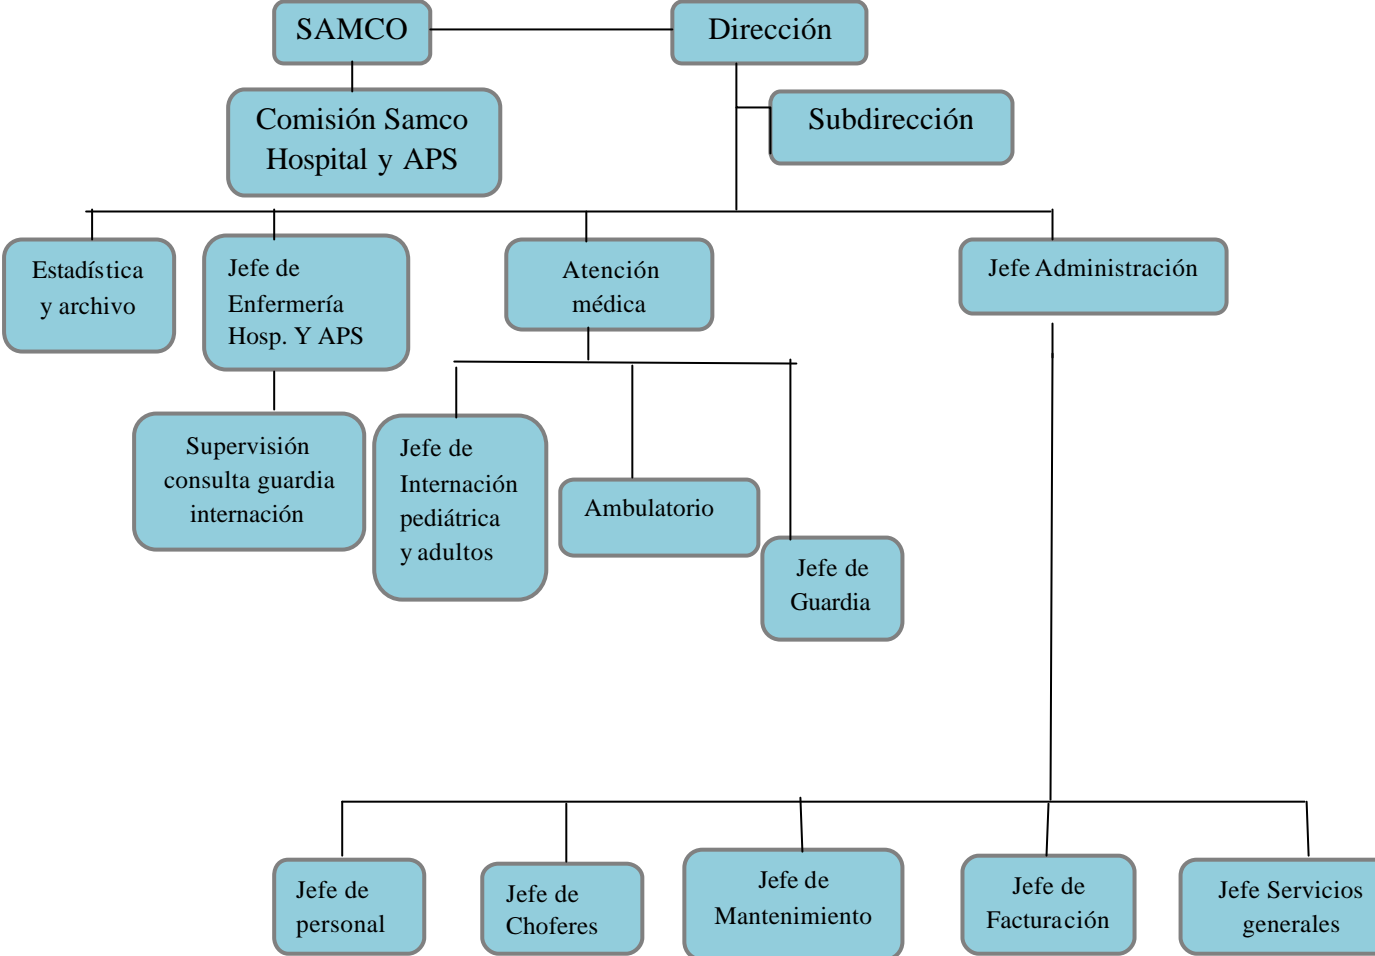 SAMCO
Dirección
Comisión Samco
Hospital y APS
Subdirección
Estadística
y archivo
Jefe de
Enfermería
Hosp. Y APS
Atención
médica
Jefe Administración
Supervisión
consulta guardia
internación
Jefe de
Internación
pediátrica
y adultos
Ambulatorio
Jefe de
Guardia
Jefe de
personal
Jefe de
Choferes
Jefe de
Mantenimiento
Jefe de
Facturación
Jefe Servicios
generales